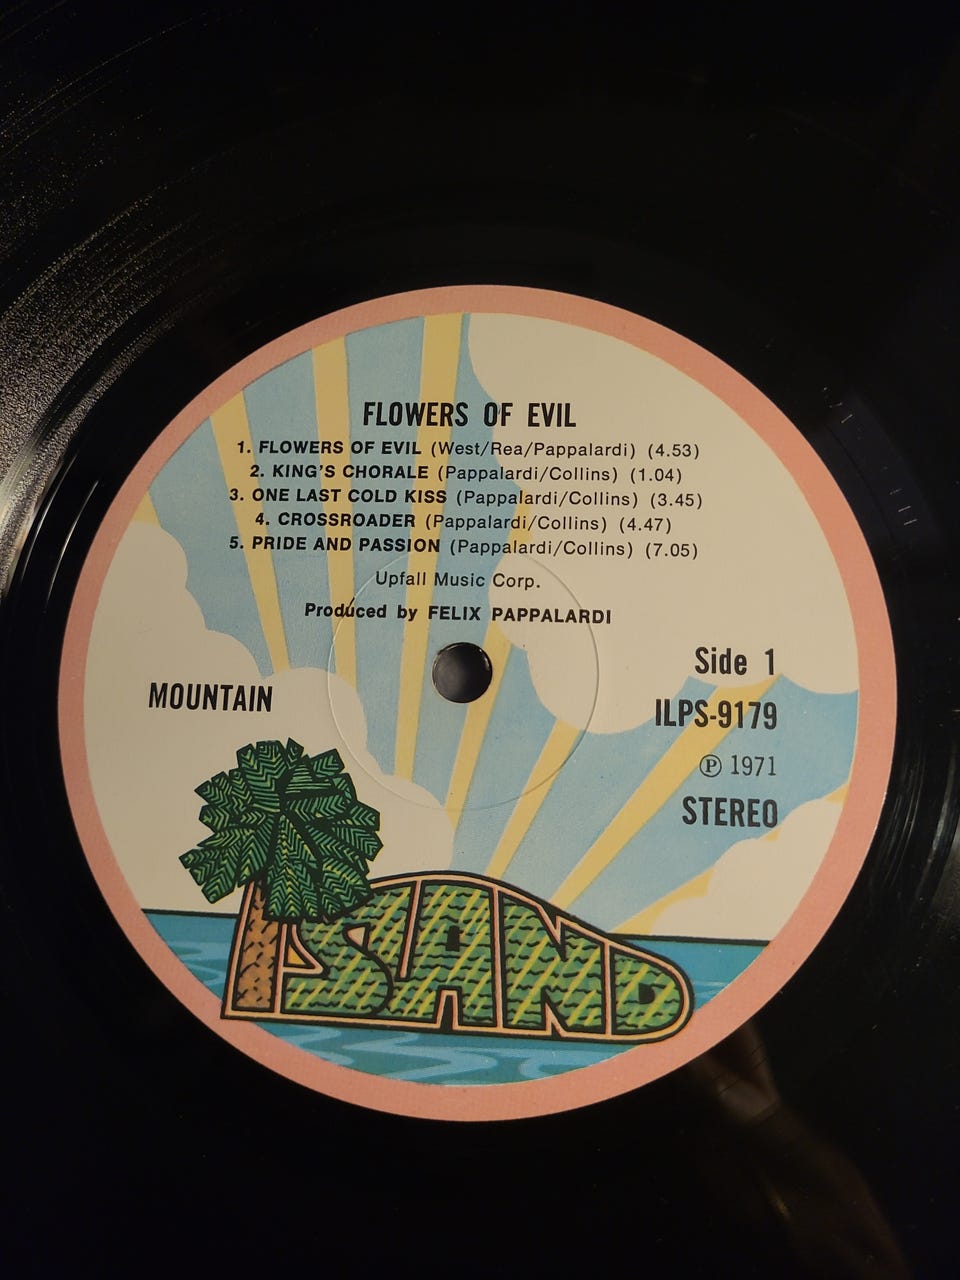 FLOWERS OF EVIL
1. FLOWERS OF EVIL (West/Rea/Pappalardi) (4.53)
2. KING'S CHORALE (Pappalardi/Collins) (1.04)
3. ONE LAST COLD KISS (Pappalardi/Collins) (3.45)
4. CROSSROADER (Pappalardi/Collins) (4.47)
5. PRIDE AND PASSION (Pappalardi/Collins) (7.05)
Upfall Music Corp.
Produced by FELIX PAPPALARDI
Side 1
MOUNTAIN
ILPS-9179
℗ 1971
STEREO
ISLAND